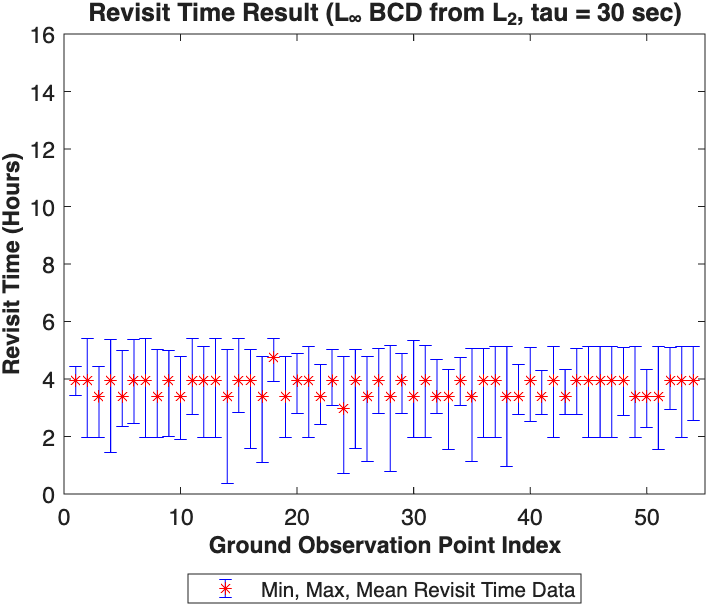 Revisit Time Result (L∞ BCD from L₂, tau = 30 sec)
Revisit Time (Hours)
16
14
12
10
8
6
4
2
0
0 10 20 30 40 50
Ground Observation Point Index
Min, Max, Mean Revisit Time Data